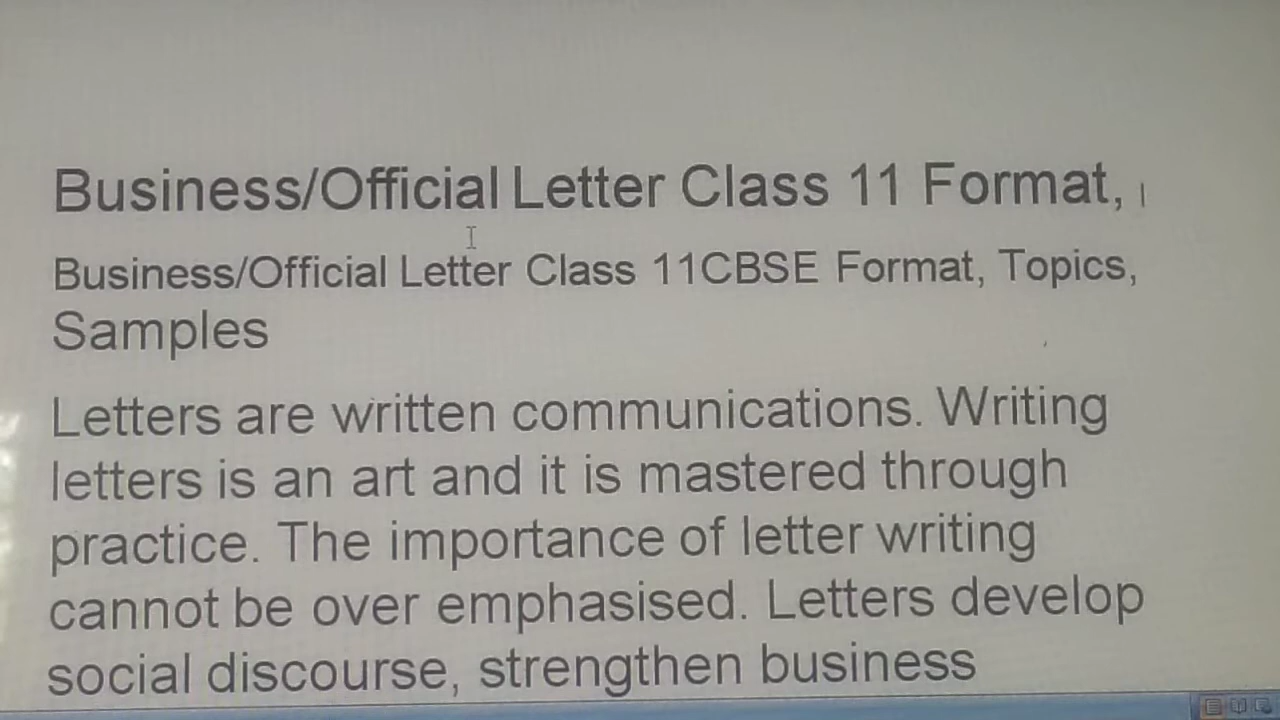 Business/Official Letter Class 11 Format,
Business/Official Letter Class 11CBSE Format, Topics,
Samples
Letters are written communications. Writing
letters is an art and it is mastered through
practice. The importance of letter writing
cannot be over emphasised. Letters develop
social discourse, strengthen business